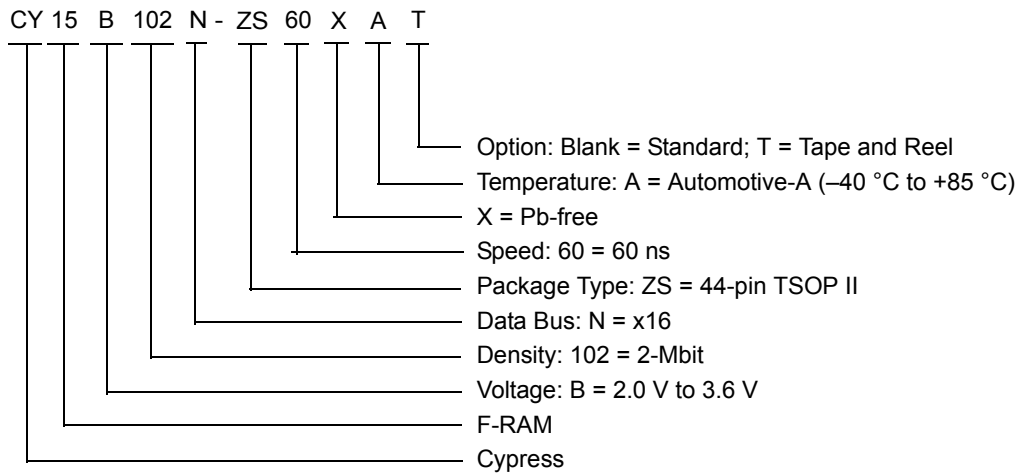 CY 15 B 102 N - ZS 60 X A T
Option: Blank = Standard; T = Tape and Reel
Temperature: A = Automotive-A (–40 °C to +85 °C)
X = Pb-free
Speed: 60 = 60 ns
Package Type: ZS = 44-pin TSOP II
Data Bus: N = x16
Density: 102 = 2-Mbit
Voltage: B = 2.0 V to 3.6 V
F-RAM
Cypress